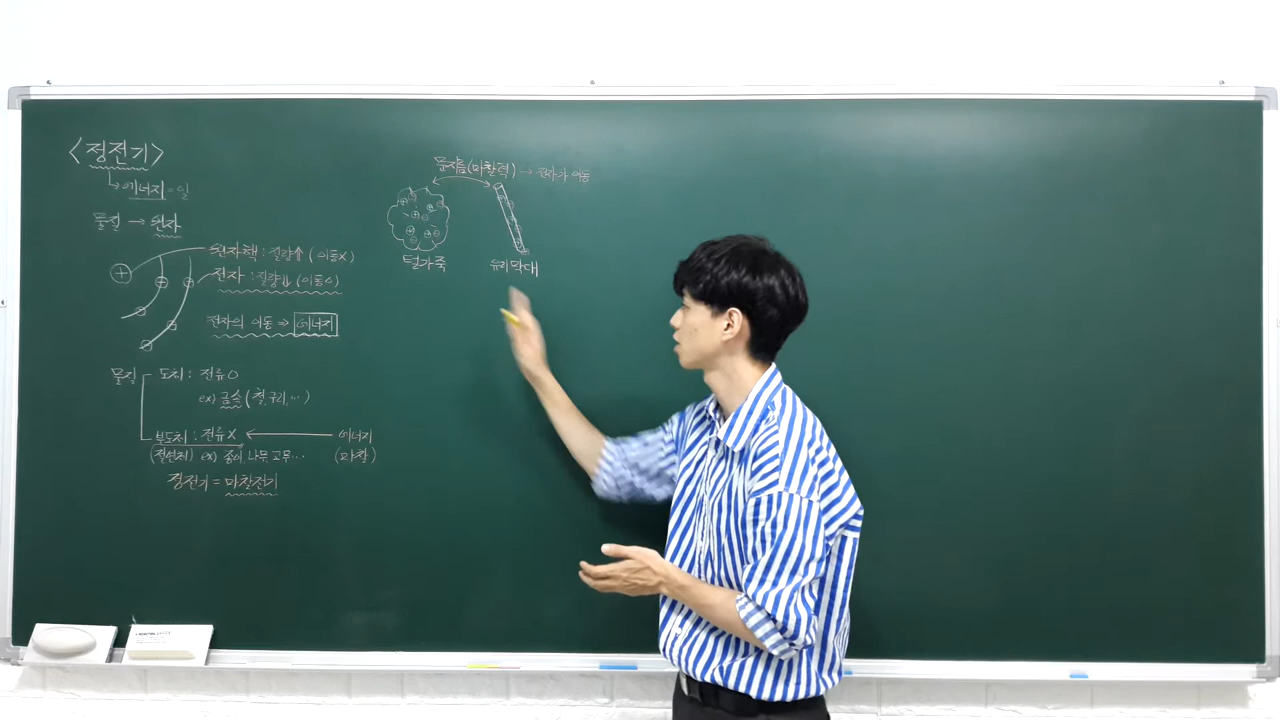 <정전기>
↳ 에너지 = 일
물질 → 원자
원자핵 : 질량↑ (이동X)
전자 : 질량↓ (이동O)
전자의 이동 ⇒ 에너지
물질
도체 : 전류O
ex) 금속 (철, 구리, …)
부도체 : 전류X ← 에너지
(절연체) ex) 종이, 나무, 고무… (마찰)
정전기 = 마찰전기
문지름(마찰력) → 전자가 이동
털가죽
유리막대